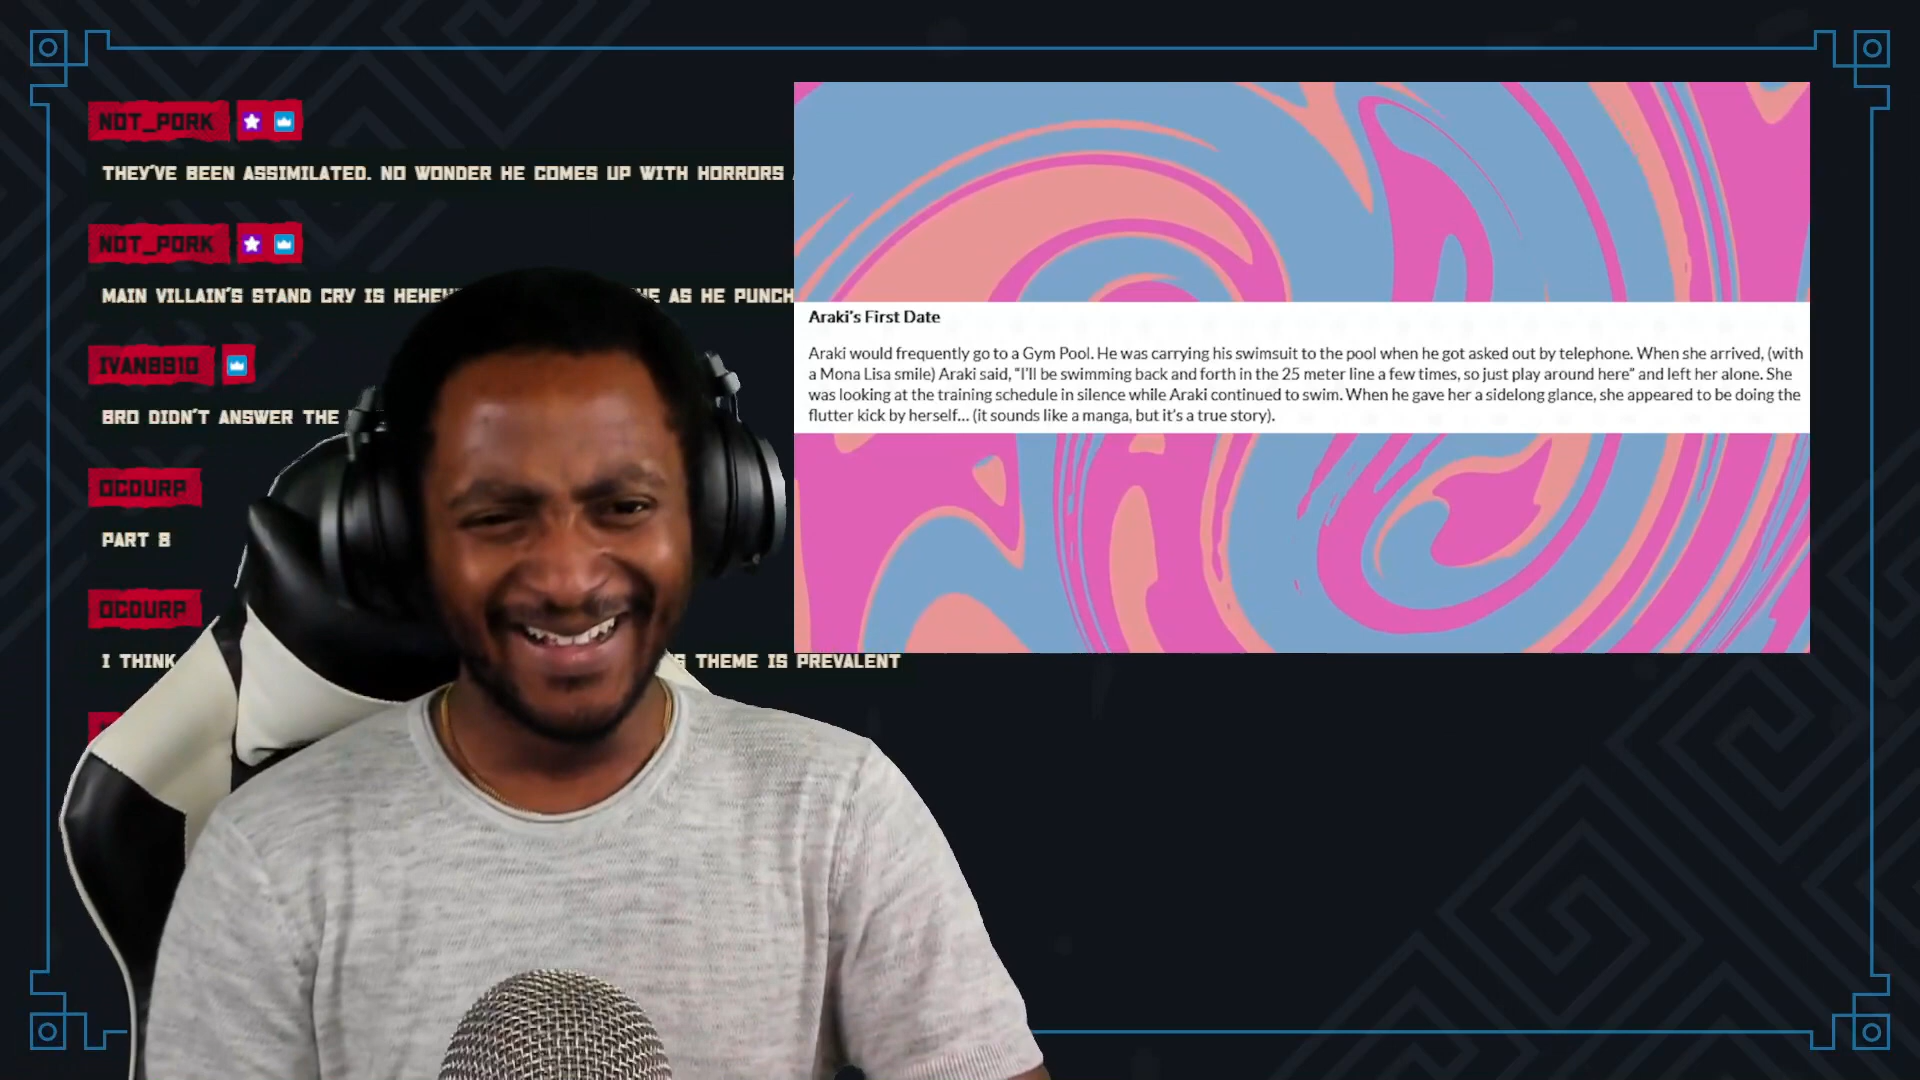 NOT_PORK
THEY'VE BEEN ASSIMILATED. NO WONDER HE COMES UP WITH HORRORS
NOT_PORK
MAIN VILLAIN'S STAND CRY IS
AS HE PUNCH
IVAN8910
BRO DIDN'T ANSWER THE
OCDURP
PART 8
OCDURP
I THINK
THEME IS PREVALENT
Araki's First Date
Araki would frequently go to a Gym Pool. He was carrying his swimsuit to the pool when he got asked out by telephone. When she arrived, (with
a Mona Lisa smile) Araki said, "I'll be swimming back and forth in the 25 meter line a few times, so just play around here" and left her alone. She
was looking at the training schedule in silence while Araki continued to swim. When he gave her a sidelong glance, she appeared to be doing the
flutter kick by herself... (it sounds like a manga, but it's a true story).